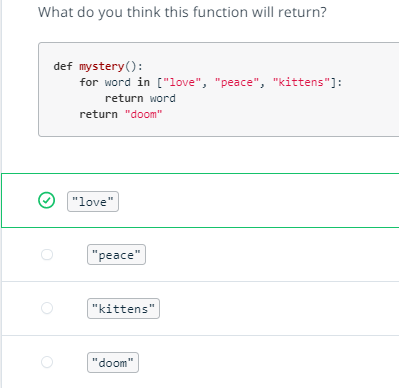 What do you think this function will return?
def mystery():
    for word in ["love", "peace", "kittens"]:
        return word
    return "doom"
"love"
"peace"
"kittens"
"doom"